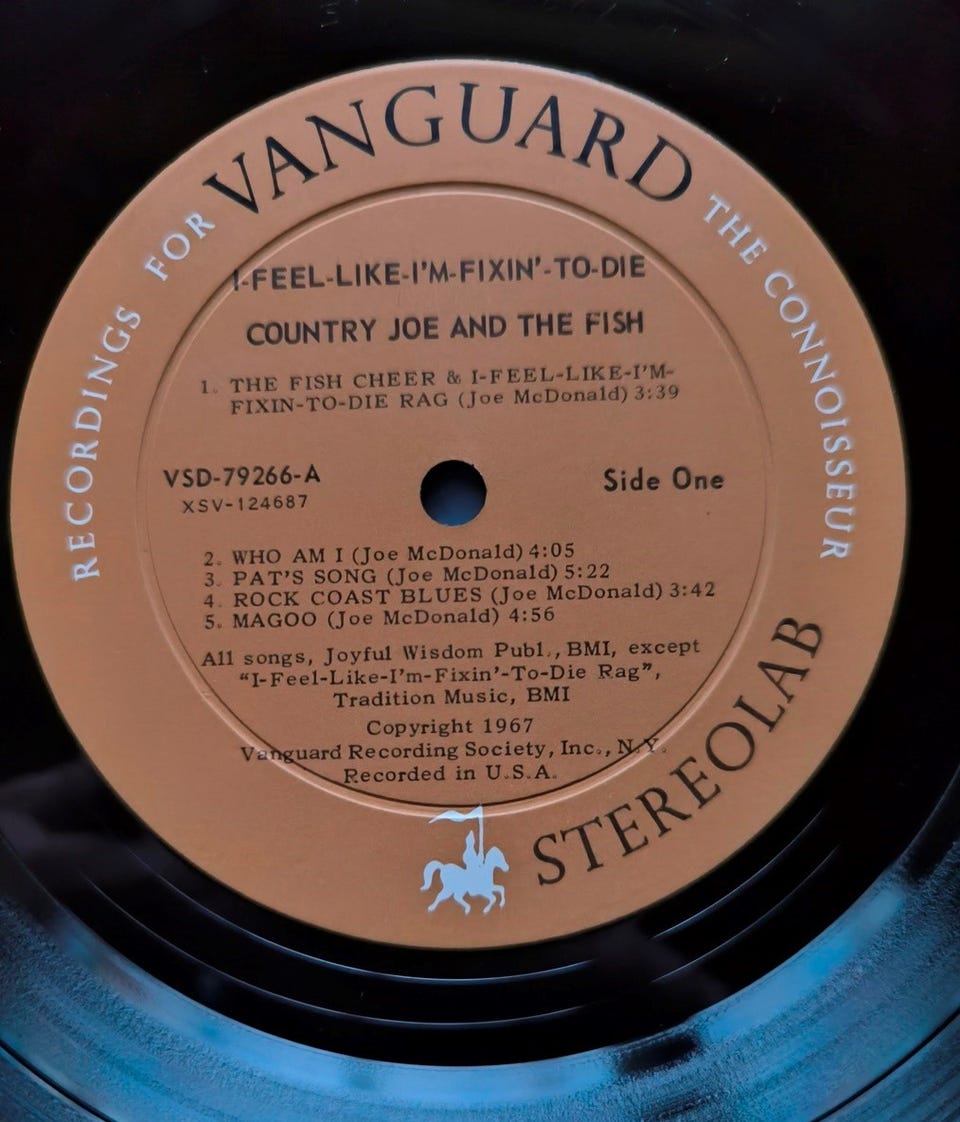 RECORDINGS FOR VANGUARD THE CONNOISSEUR
I-FEEL-LIKE-I'M-FIXIN'-TO-DIE
COUNTRY JOE AND THE FISH
1. THE FISH CHEER & I-FEEL-LIKE-I'M-
FIXIN-TO-DIE RAG (Joe McDonald) 3:39
VSD-79266-A
XSV-124687
Side One
2. WHO AM I (Joe McDonald) 4:05
3. PAT'S SONG (Joe McDonald) 5:22
4. ROCK COAST BLUES (Joe McDonald) 3:42
5. MAGOO (Joe McDonald) 4:56
All songs, Joyful Wisdom Publ., BMI, except
"I-Feel-Like-I'm-Fixin'-To-Die Rag",
Tradition Music, BMI
Copyright 1967
Vanguard Recording Society, Inc., N.Y.
Recorded in U.S.A.
STEREOLAB